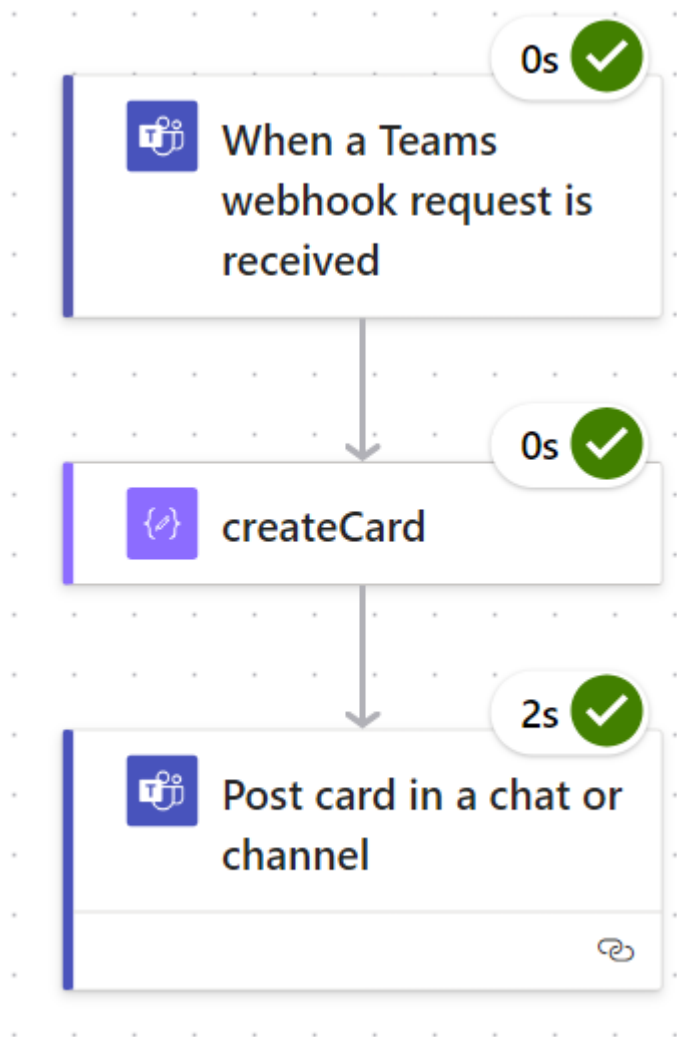 0s
When a Teams
webhook request is
received
0s
createCard
2s
Post card in a chat or
channel